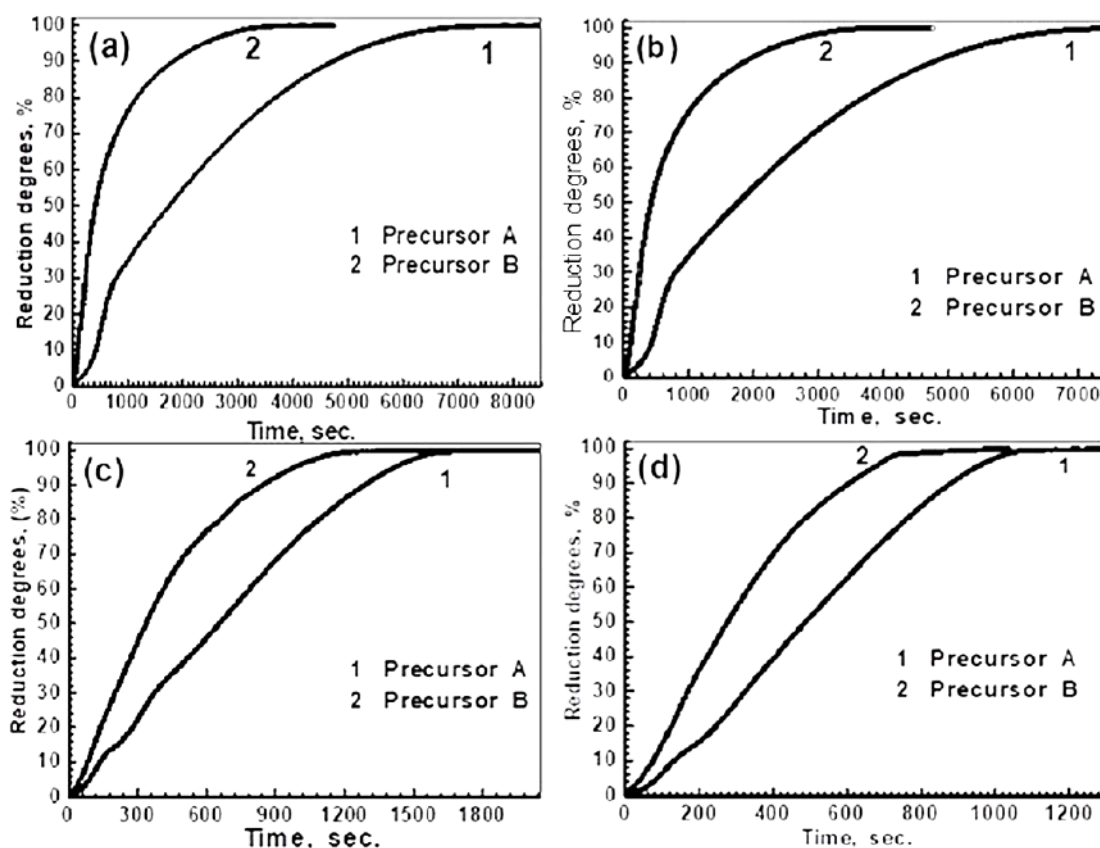 (a)
Reduction degrees, %
100
90
80
70
60
50
40
30
20
10
0
2
1
1 Precursor A
2 Precursor B
0 1000 2000 3000 4000 5000 6000 7000 8000
Time, sec.
(b)
Reduction degrees, %
100
90
80
70
60
50
40
30
20
10
0
2
1
1 Precursor A
2 Precursor B
0 1000 2000 3000 4000 5000 6000 7000
Time, sec.
(c)
Reduction degrees. (%)
100
90
80
70
60
50
40
30
20
10
0
2
1
1 Precursor A
2 Precursor B
0 300 600 900 1200 1500 1800
Time, sec.
(d)
Reduction degrees. %
100
90
80
70
60
50
40
30
20
10
0
2
1
1 Precursor A
2 Precursor B
0 200 400 600 800 1000 1200
Time, sec.